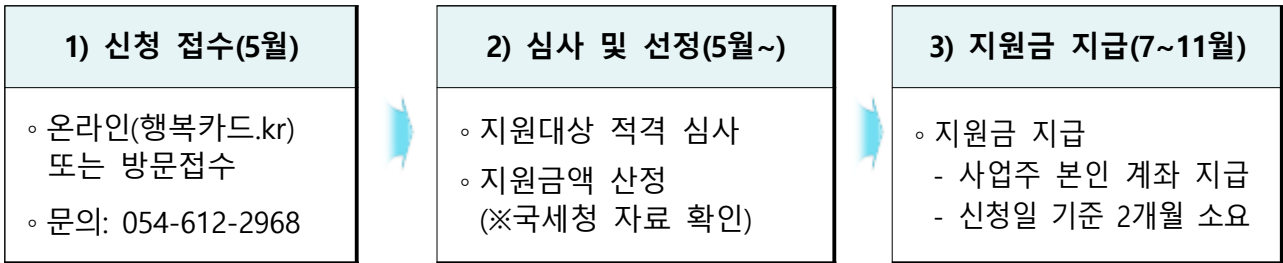 1) 신청 접수(5월)
◦ 온라인(행복카드.kr)
또는 방문접수
◦ 문의: 054-612-2968
2) 심사 및 선정(5월~)
◦ 지원대상 적격 심사
◦ 지원금액 산정
(※국세청 자료 확인)
3) 지원금 지급(7~11월)
◦ 지원금 지급
- 사업주 본인 계좌 지급
- 신청일 기준 2개월 소요